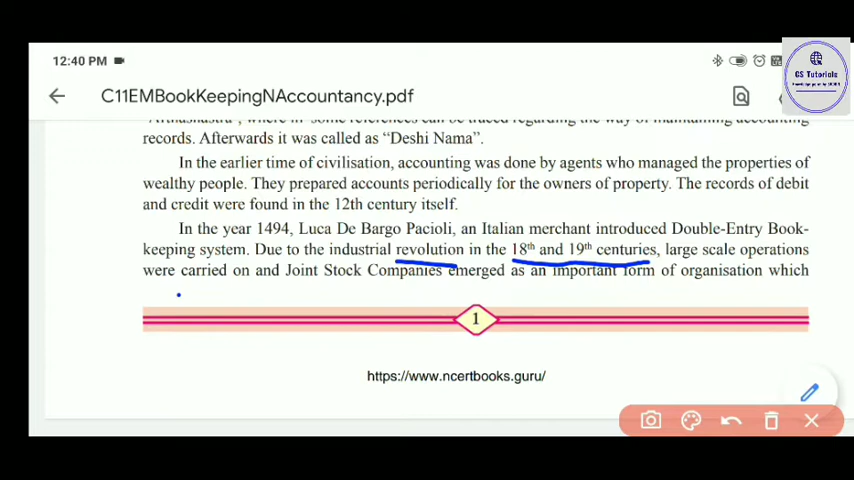 12:40 PM
GS Tutorials
C11EMBookKeepingNAccountancy.pdf
"Arthashastra", where in some references can be traced regarding the way of maintaining accounting
records. Afterwards it was called as “Deshi Nama”.
In the earlier time of civilisation, accounting was done by agents who managed the properties of
wealthy people. They prepared accounts periodically for the owners of property. The records of debit
and credit were found in the 12th century itself.
In the year 1494, Luca De Bargo Pacioli, an Italian merchant introduced Double-Entry Book-
keeping system. Due to the industrial revolution in the 18th and 19th centuries, large scale operations
were carried on and Joint Stock Companies emerged as an important form of organisation which
1
https://www.ncertbooks.guru/